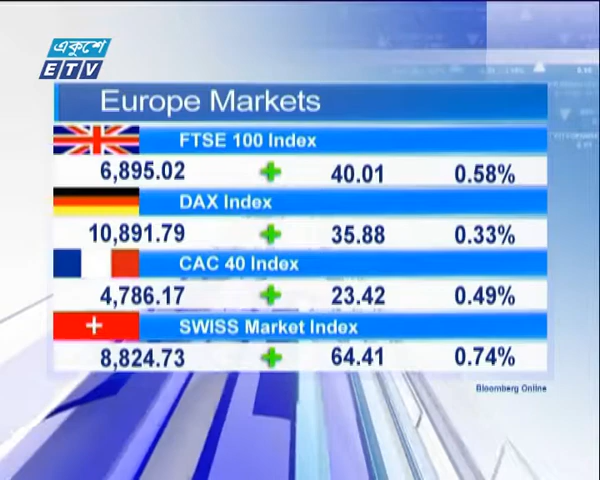 একুশে
ETV
Europe Markets
FTSE 100 Index
6,895.02 + 40.01 0.58%
DAX Index
10,891.79 + 35.88 0.33%
CAC 40 Index
4,786.17 + 23.42 0.49%
SWISS Market Index
8,824.73 + 64.41 0.74%
Bloomberg Online